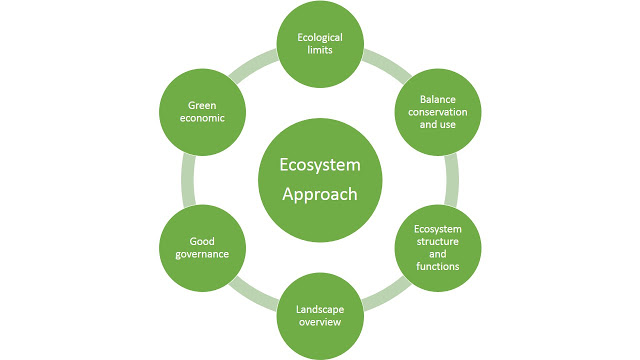 Ecological
limits
Balance
conservation
and use
Ecosystem
structure
and
functions
Landscape
overview
Good
governance
Green
economic
Ecosystem
Approach